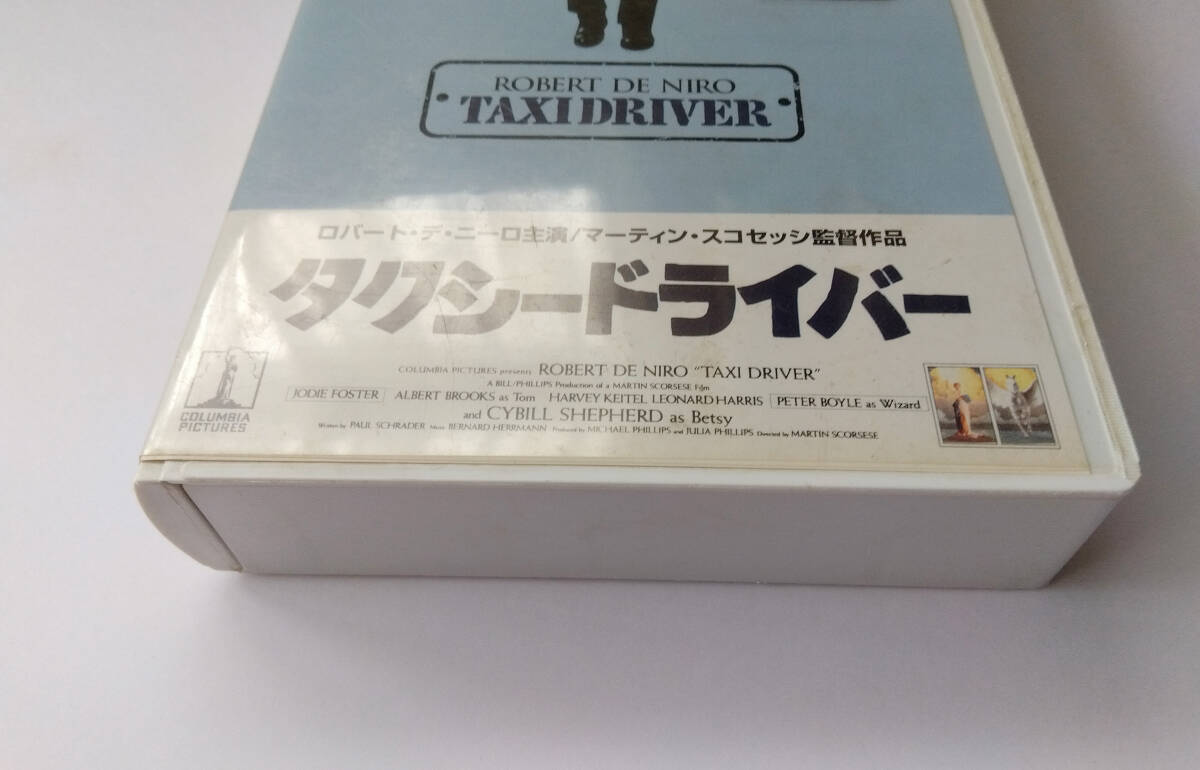 ROBERT DE NIRO
TAXI DRIVER
ロバート・デ・ニーロ主演/マーティン・スコセッシ監督作品
タクシードライバー
COLUMBIA PICTURES presents ROBERT DE NIRO "TAXI DRIVER"
A BILL/PHILLIPS Production of a MARTIN SCORSESE Film
JODIE FOSTER ALBERT BROOKS as Tom HARVEY KEITEL LEONARD HARRIS PETER BOYLE as Wizard
and CYBILL SHEPHERD as Betsy
Written by PAUL SCHRADER Music BERNARD HERRMANN Produced by MICHAEL PHILLIPS and JULIA PHILLIPS Directed by MARTIN SCORSESE
COLUMBIA
PICTURES